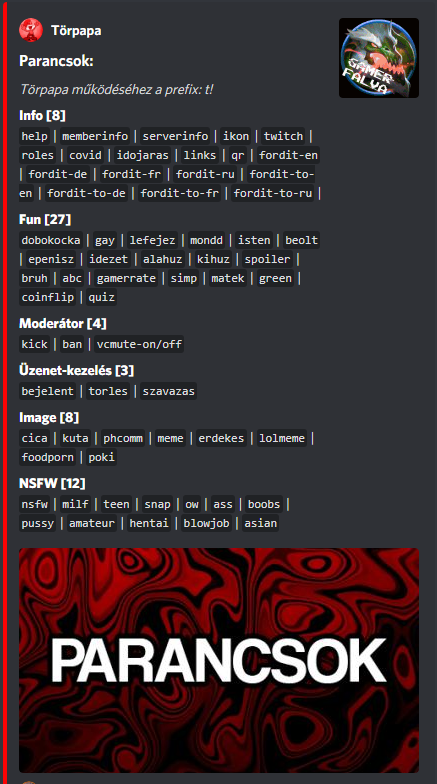 Törpapa
GAMER
FALVA
Parancsok:
Törpapa működéséhez a prefix: t!
Info [8]
help | memberinfo | serverinfo | ikon | twitch |
roles | covid | idojaras | links | qr | fordit-en
| fordit-de | fordit-fr | fordit-ru | fordit-to-
en | fordit-to-de | fordit-to-fr | fordit-to-ru |
Fun [27]
dobokocka | gay | lefejez | mondd | isten | beolt
| epenisz | idezet | alahuz | kihuz | spoiler |
bruh | abc | gamerrate | simp | matek | green |
coinflip | quiz
Moderátor [4]
kick | ban | vcmute-on/off
Üzenet-kezelés [3]
bejelent | torles | szavazas
Image [8]
cica | kuta | phcomm | meme | erdekes | lolmeme |
foodporn | poki
NSFW [12]
nsfw | milf | teen | snap | ow | ass | boobs |
pussy | amateur | hentai | blowjob | asian
PARANCSOK